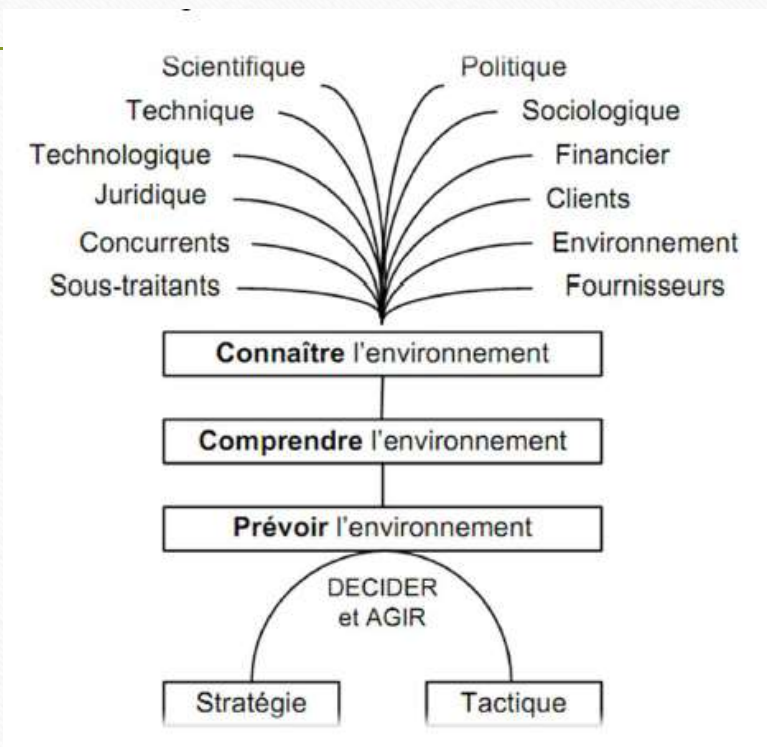 Scientifique
Politique
Technique
Sociologique
Technologique
Financier
Juridique
Clients
Concurrents
Environnement
Sous-traitants
Fournisseurs
Connaître l'environnement
Comprendre l'environnement
Prévoir l'environnement
DECIDER
et AGIR
Stratégie
Tactique